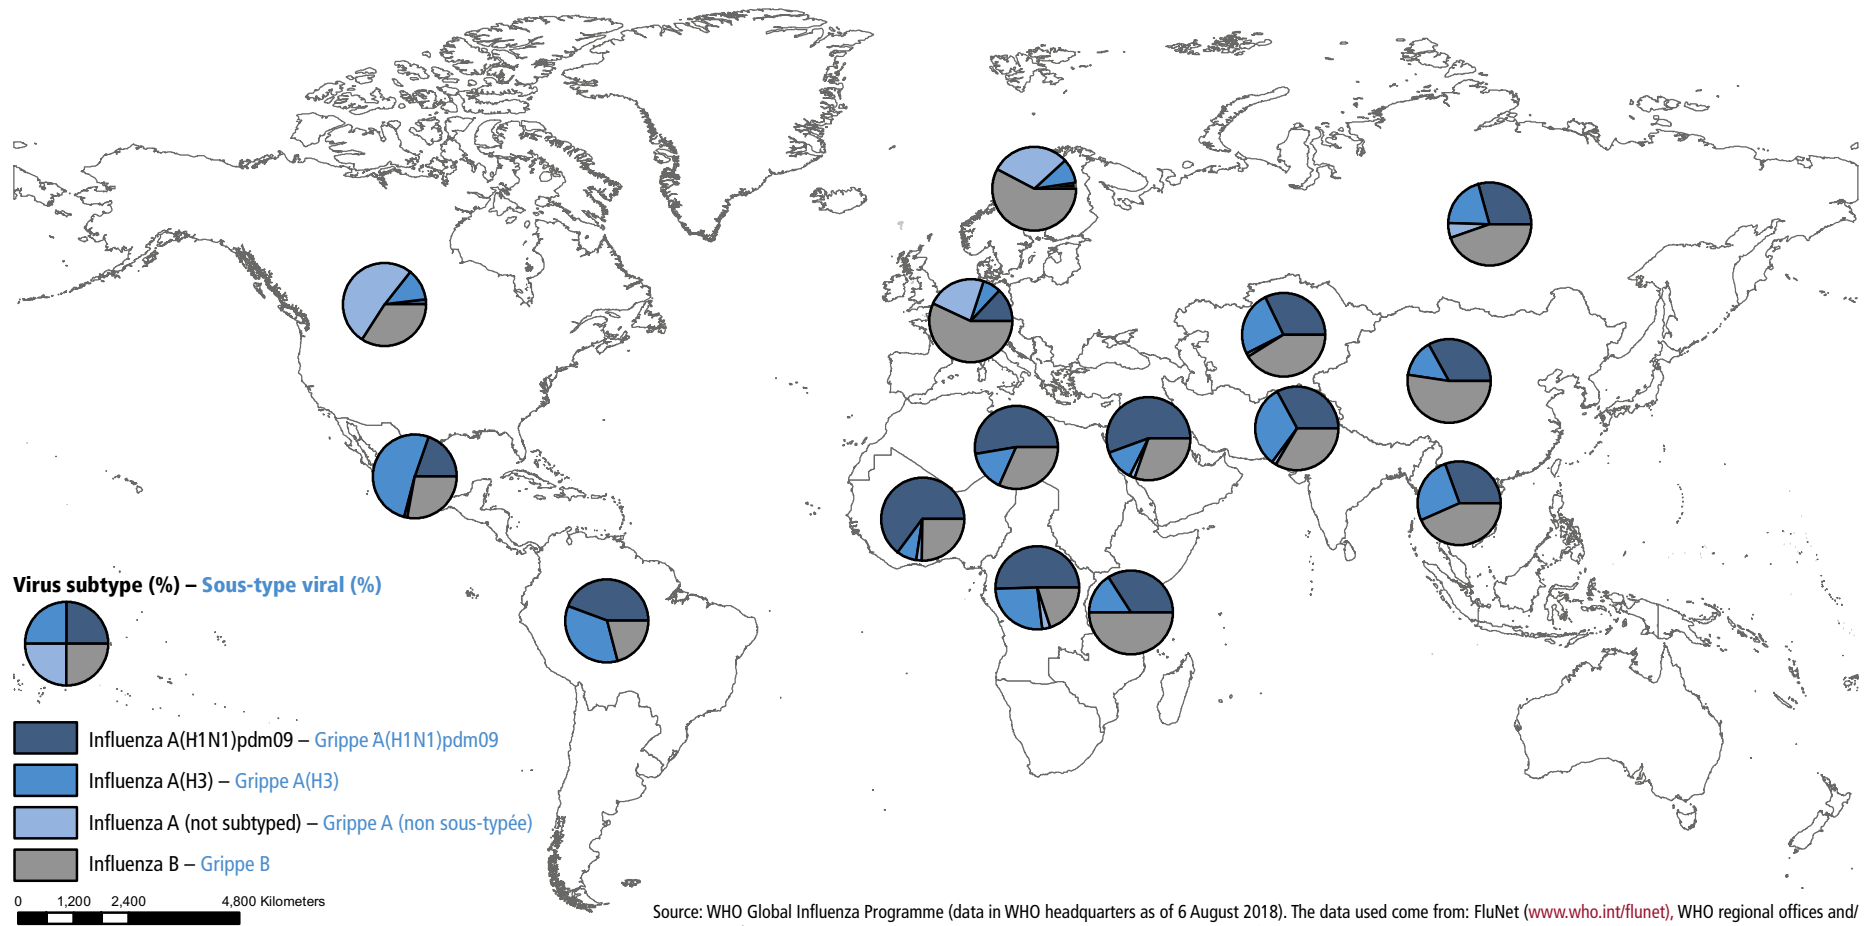 Virus subtype (%) – Sous-type viral (%)
Influenza A(H1N1)pdm09 – Grippe A(H1N1)pdm09
Influenza A(H3) – Grippe A(H3)
Influenza A (not subtyped) – Grippe A (non sous-typée)
Influenza B – Grippe B
0 1,200 2,400 4,800 Kilometers
Source: WHO Global Influenza Programme (data in WHO headquarters as of 6 August 2018). The data used come from: FluNet (www.who.int/flunet), WHO regional offices and/